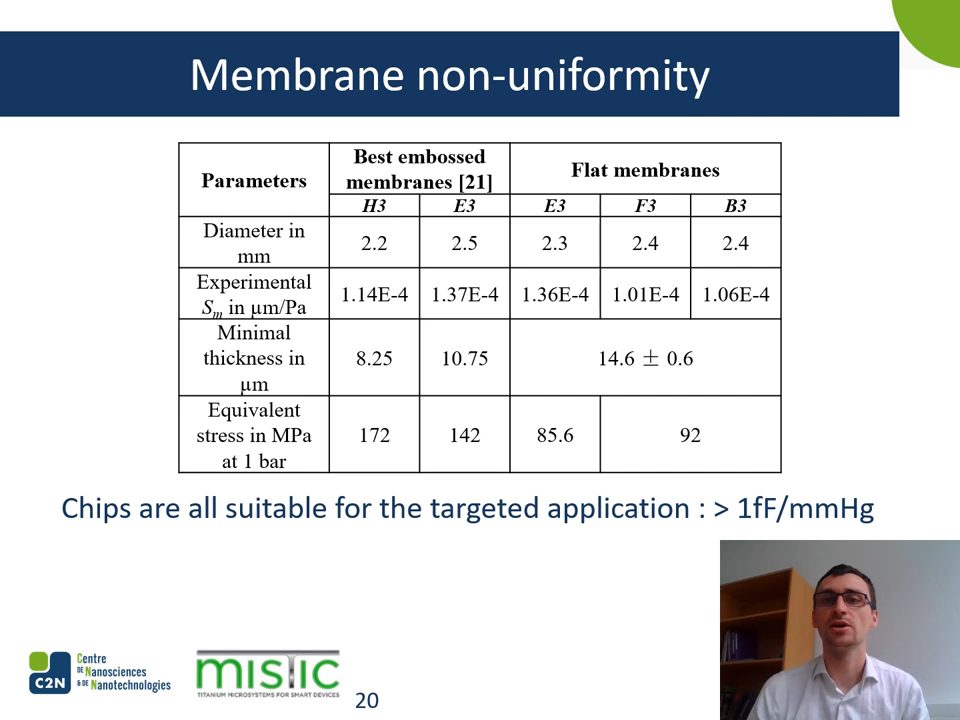 Membrane non-uniformity
Parameters
Best embossed
membranes [21]
Flat membranes
H3 E3 E3 F3 B3
Diameter in
mm
2.2 2.5 2.3 2.4 2.4
Experimental
Sm in µm/Pa
1.14E-4 1.37E-4 1.36E-4 1.01E-4 1.06E-4
Minimal
thickness in
µm
8.25 10.75 14.6 ± 0.6
Equivalent
stress in MPa
at 1 bar
172 142 85.6 92
Chips are all suitable for the targeted application : > 1fF/mmHg
C2N
Centre
DE Nanosciences
& DE Nanotechnologies
MISTIC
TITANIUM MICROSYSTEMS FOR SMART DEVICES
20